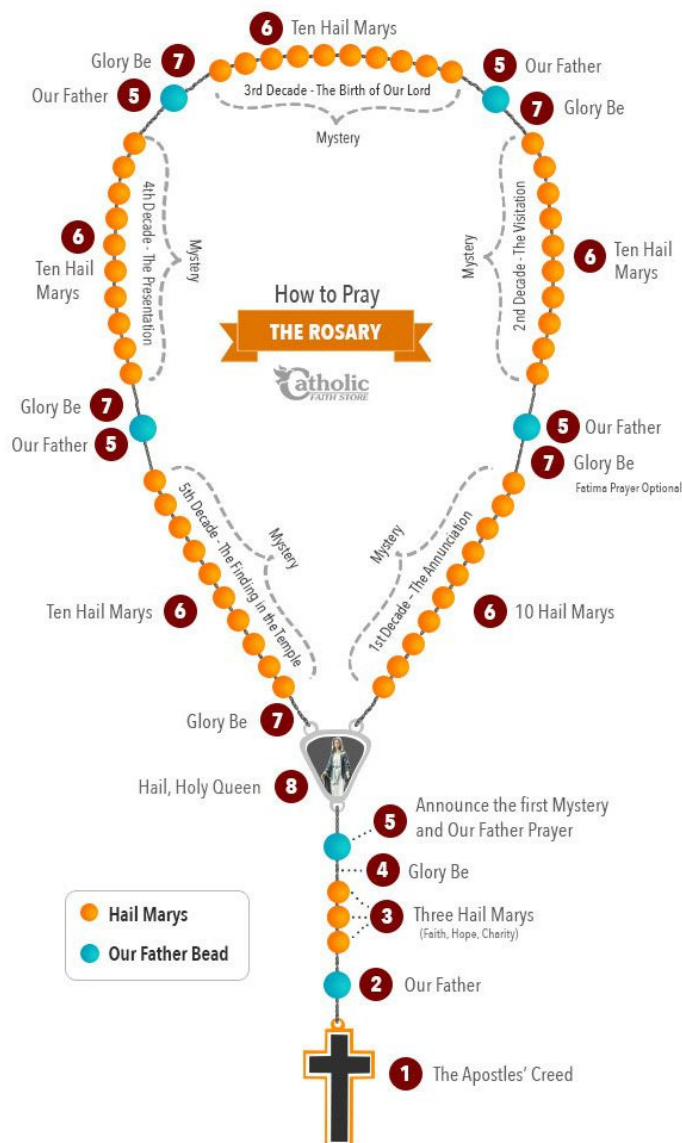 6 Ten Hail Marys
Glory Be 7
5 Our Father
Our Father 5
3rd Decade - The Birth of Our Lord
7 Glory Be
Mystery
4th Decade - The Presentation
Mystery
Mystery
2nd Decade - The Visitation
6
Ten Hail
Marys
6 Ten Hail
Marys
How to Pray
THE ROSARY
Catholic
FAITH STORE
Glory Be 7
Our Father 5
5 Our Father
7 Glory Be
Fatima Prayer Optional
5th Decade - The Finding in the Temple
Mystery
Mystery
1st Decade - The Annunciation
Ten Hail Marys 6
6 10 Hail Marys
Glory Be 7
Hail, Holy Queen 8
5 Announce the first Mystery
and Our Father Prayer
4 Glory Be
3 Three Hail Marys
(Faith, Hope, Charity)
Hail Marys
Our Father Bead
2 Our Father
1 The Apostles' Creed